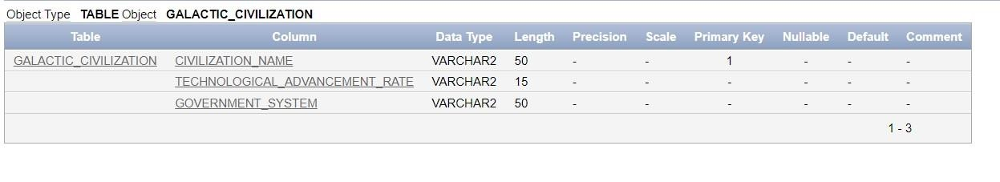 Object Type TABLE Object GALACTIC_CIVILIZATION
Table Column Data Type Length Precision Scale Primary Key Nullable Default Comment
GALACTIC_CIVILIZATION CIVILIZATION_NAME VARCHAR2 50 - - 1 - - -
TECHNOLOGICAL_ADVANCEMENT_RATE VARCHAR2 15 - - - - - -
GOVERNMENT_SYSTEM VARCHAR2 50 - - - - - -
1 - 3